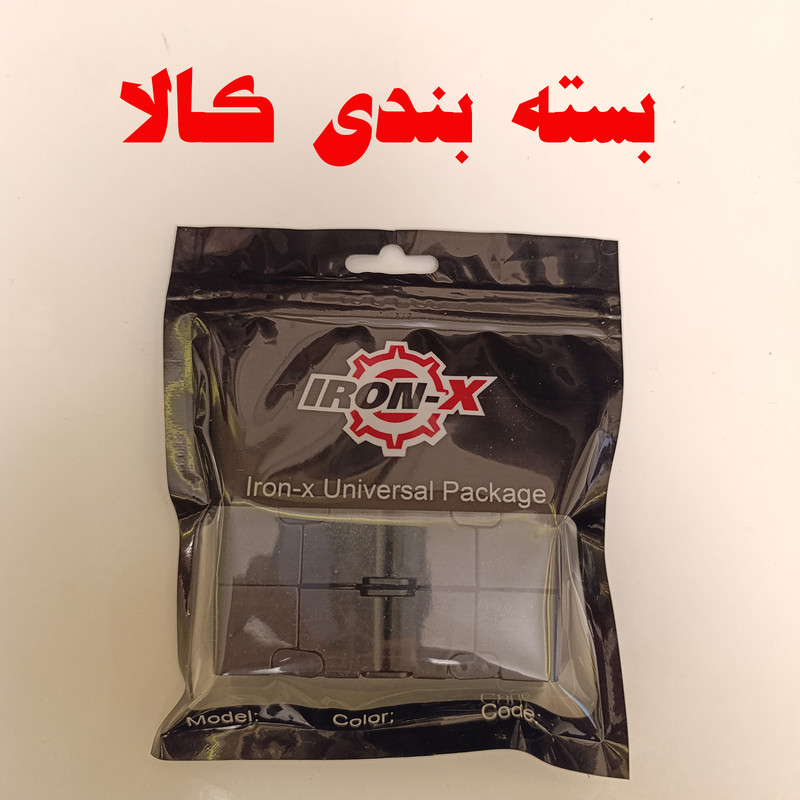 بسته بندی کالا
IRON-X
Iron-x Universal Package
Model: Color; Code: